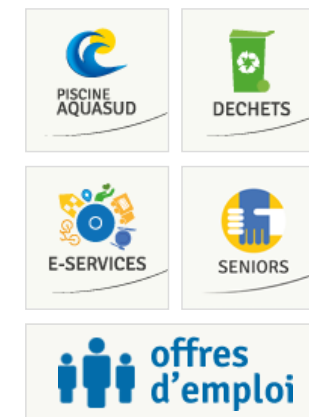 PISCINE
AQUASUD
DECHETS
E-SERVICES
SENIORS
offres
d'emploi